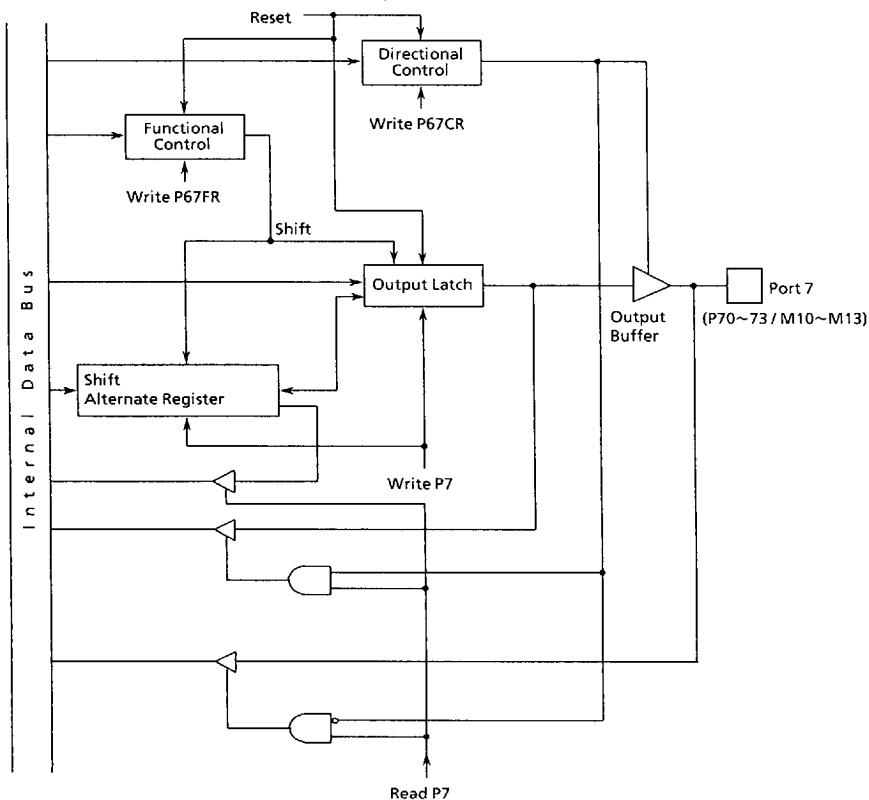 Reset
Directional
Control
Write P67CR
Functional
Control
Write P67FR
Shift
Output Latch
Output
Buffer
Port 7
(P70~73 / M10~M13)
Shift
Alternate Register
Write P7
Internal Data Bus
Read P7